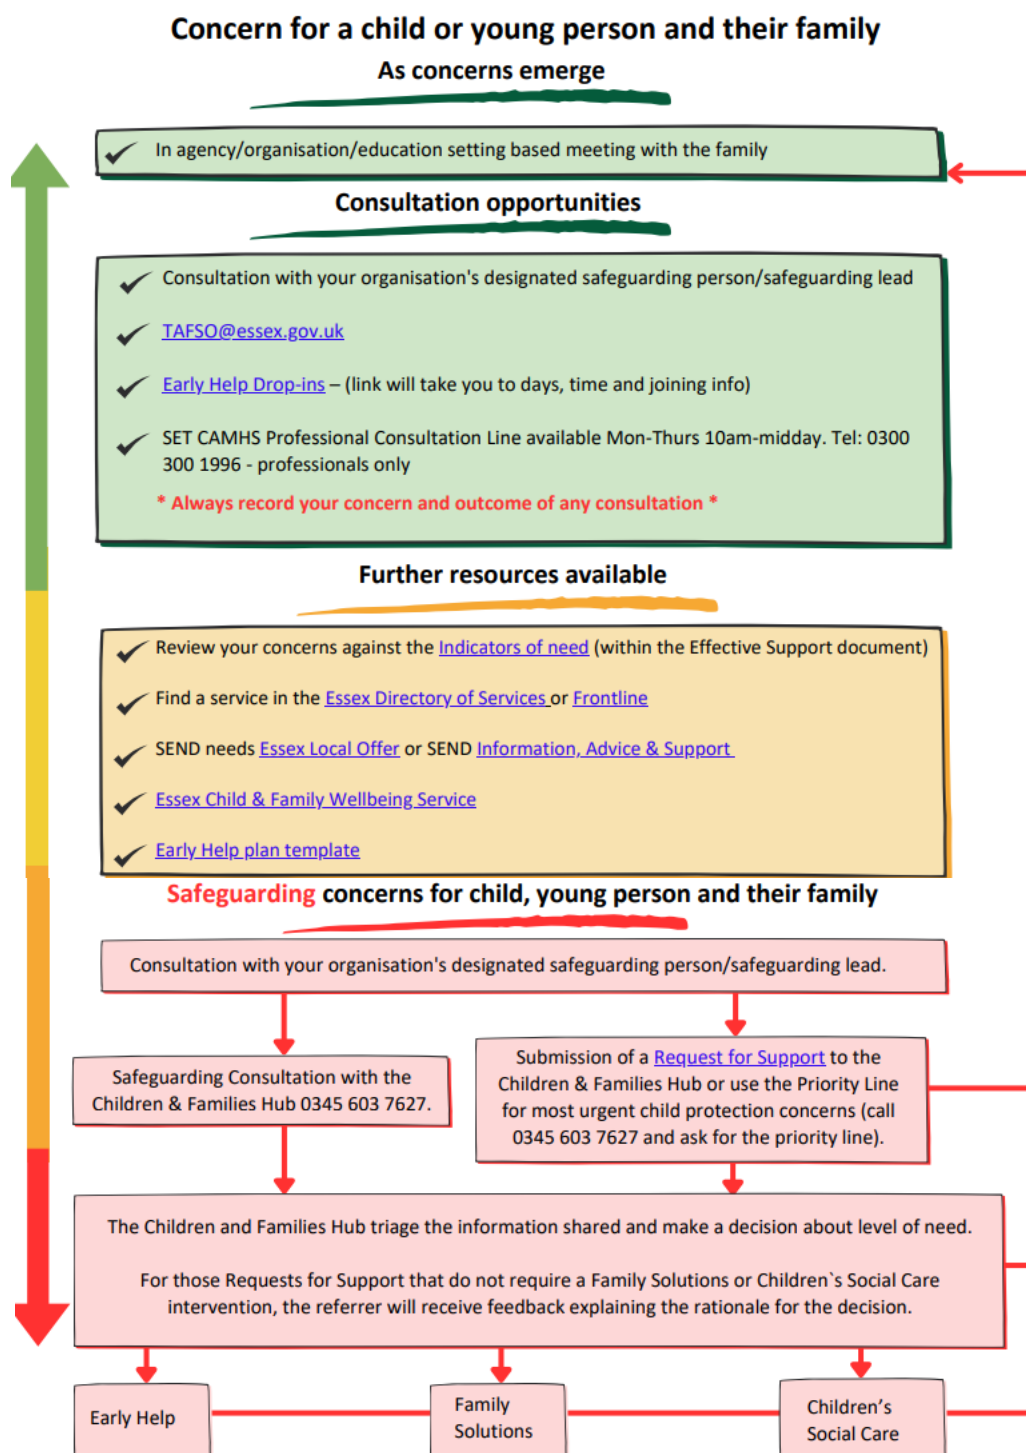 Concern for a child or young person and their family
As concerns emerge
In agency/organisation/education setting based meeting with the family
Consultation opportunities
Consultation with your organisation's designated safeguarding person/safeguarding lead
TAFSO@essex.gov.uk
Early Help Drop-ins – (link will take you to days, time and joining info)
SET CAMHS Professional Consultation Line available Mon-Thurs 10am-midday. Tel: 0300
300 1996 - professionals only
* Always record your concern and outcome of any consultation *
Further resources available
Review your concerns against the Indicators of need (within the Effective Support document)
Find a service in the Essex Directory of Services or Frontline
SEND needs Essex Local Offer or SEND Information, Advice & Support
Essex Child & Family Wellbeing Service
Early Help plan template
Safeguarding concerns for child, young person and their family
Consultation with your organisation's designated safeguarding person/safeguarding lead.
Safeguarding Consultation with the
Children & Families Hub 0345 603 7627.
Submission of a Request for Support to the
Children & Families Hub or use the Priority Line
for most urgent child protection concerns (call
0345 603 7627 and ask for the priority line).
The Children and Families Hub triage the information shared and make a decision about level of need.
For those Requests for Support that do not require a Family Solutions or Children`s Social Care
intervention, the referrer will receive feedback explaining the rationale for the decision.
Early Help
Family
Solutions
Children’s
Social Care